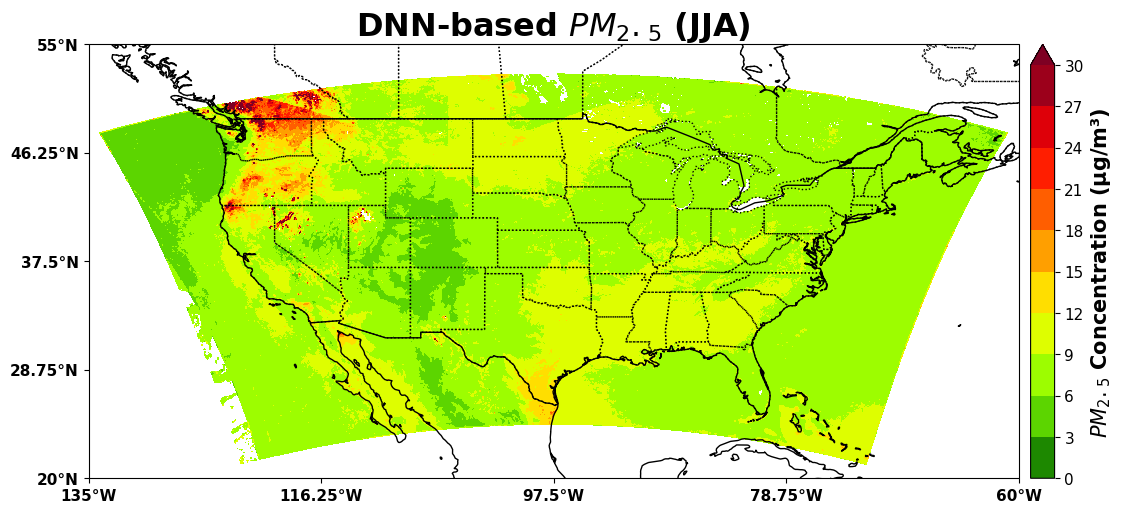 DNN-based PM₂.₅ (JJA)
55°N
46.25°N
37.5°N
28.75°N
20°N
135°W
116.25°W
97.5°W
78.75°W
60°W
30
27
24
21
18
15
12
9
6
3
0
PM₂.₅ Concentration (µg/m³)